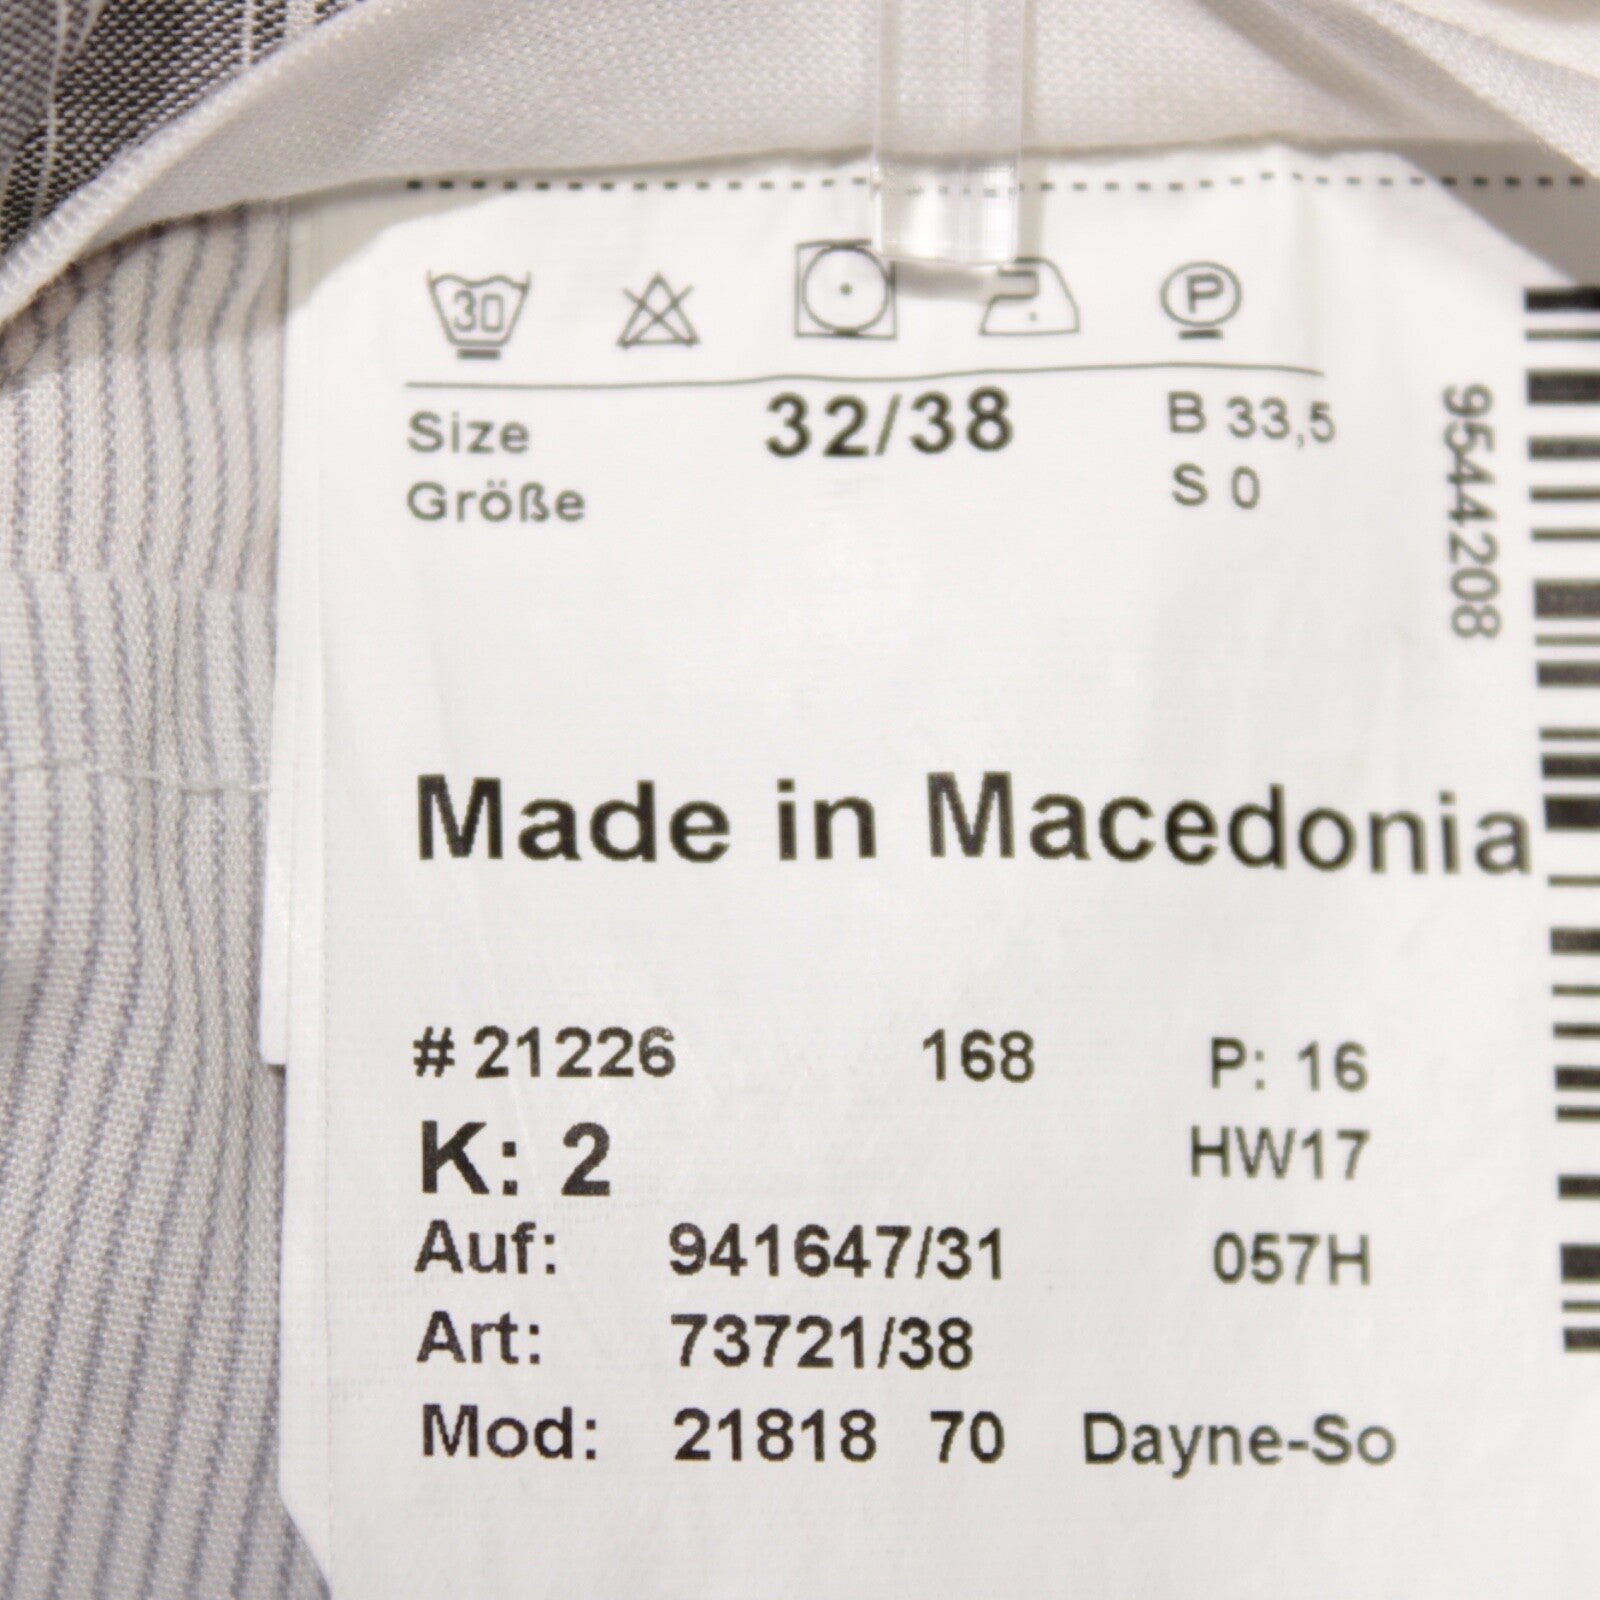 30 P
Size 32/38 B 33,5
Größe S 0
Made in Macedonia
# 21226 168 P: 16
K: 2 HW17
Auf: 941647/31 057H
Art: 73721/38
Mod: 21818 70 Dayne-So
9544208